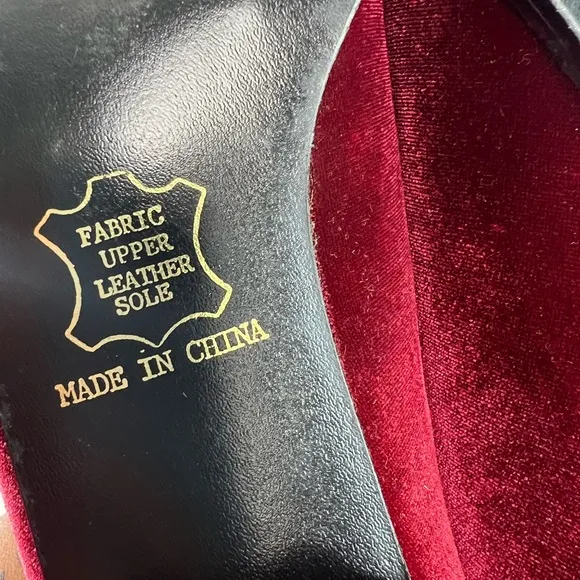 FABRIC
UPPER
LEATHER
SOLE
MADE IN CHINA